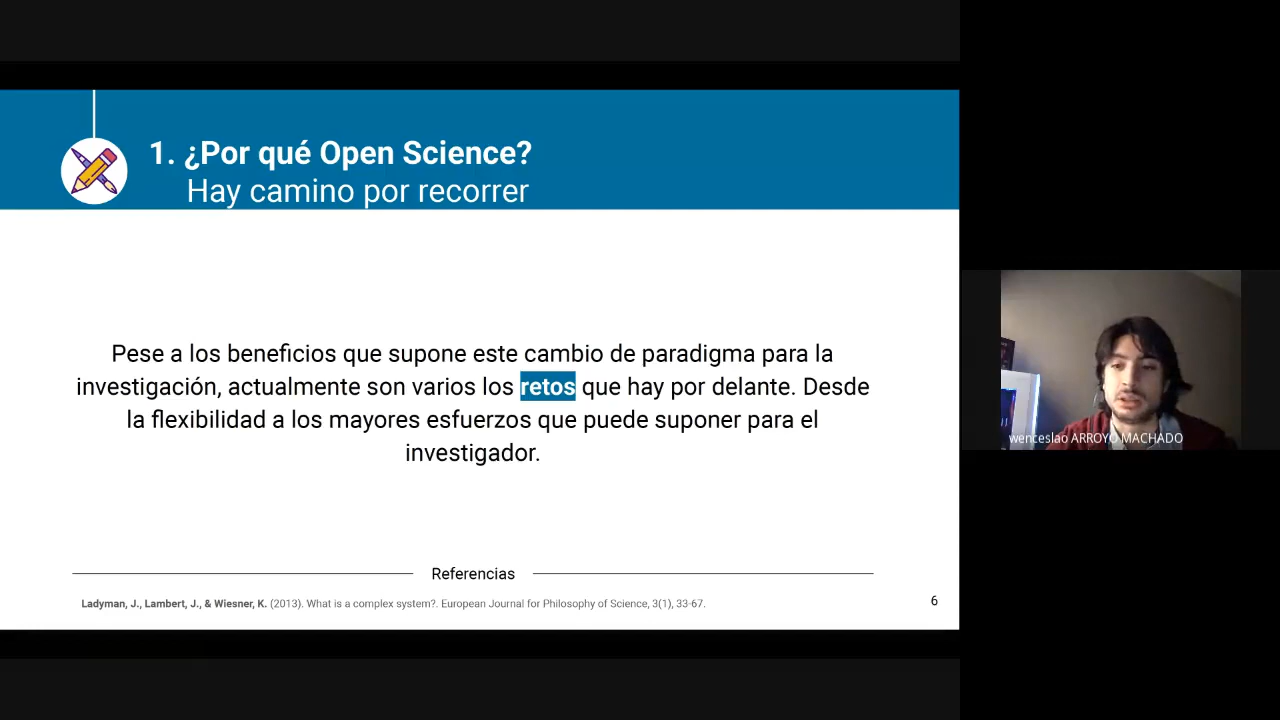 1. ¿Por qué Open Science?
Hay camino por recorrer
Pese a los beneficios que supone este cambio de paradigma para la
investigación, actualmente son varios los retos que hay por delante. Desde
la flexibilidad a los mayores esfuerzos que puede suponer para el
investigador.
Referencias
Ladyman, J., Lambert, J., & Wiesner, K. (2013). What is a complex system?. European Journal for Philosophy of Science, 3(1), 33-67.
6
wenceslao ARROYO MACHADO